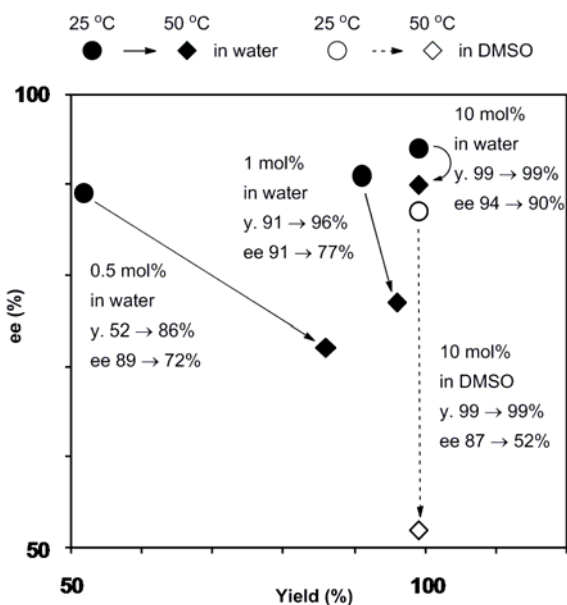 25 °C 50 °C 25 °C 50 °C
in water in DMSO
100
10 mol%
in water
y. 99 → 99%
ee 94 → 90%
1 mol%
in water
y. 91 → 96%
ee 91 → 77%
0.5 mol%
in water
y. 52 → 86%
ee 89 → 72%
10 mol%
in DMSO
y. 99 → 99%
ee 87 → 52%
ee (%)
50
50 100
Yield (%)